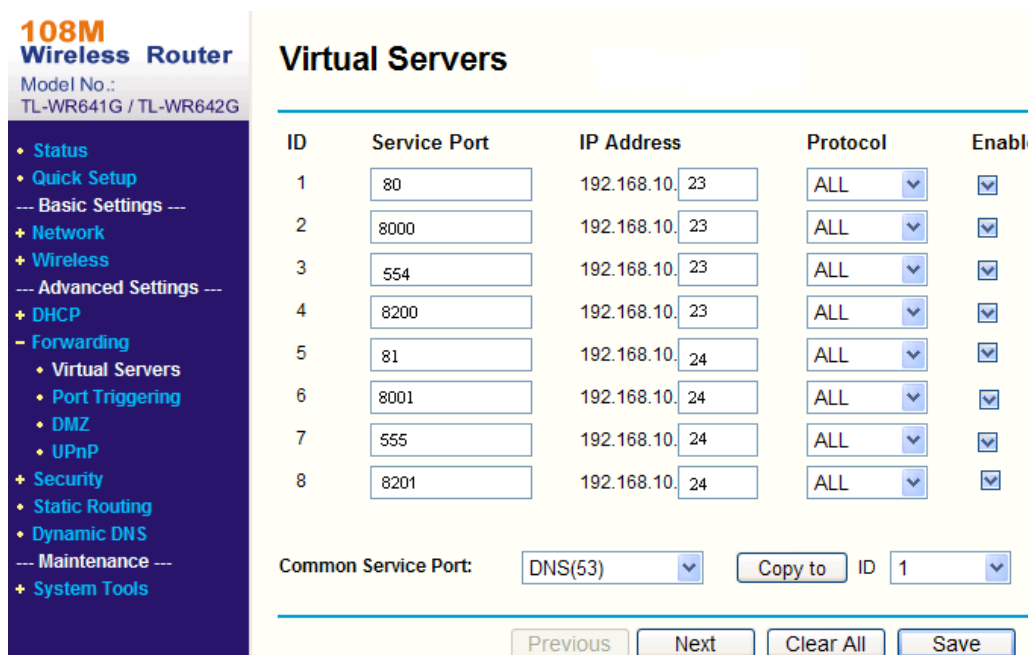 108M
Wireless Router
Model No.:
TL-WR641G / TL-WR642G
• Status
• Quick Setup
--- Basic Settings ---
+ Network
+ Wireless
--- Advanced Settings ---
+ DHCP
– Forwarding
• Virtual Servers
• Port Triggering
• DMZ
• UPnP
+ Security
• Static Routing
• Dynamic DNS
--- Maintenance ---
+ System Tools
Virtual Servers
ID Service Port IP Address Protocol Enable
1 80 192.168.10. 23 ALL
2 8000 192.168.10. 23 ALL
3 554 192.168.10. 23 ALL
4 8200 192.168.10. 23 ALL
5 81 192.168.10. 24 ALL
6 8001 192.168.10. 24 ALL
7 555 192.168.10. 24 ALL
8 8201 192.168.10. 24 ALL
Common Service Port: DNS(53) Copy to ID 1
Previous Next Clear All Save